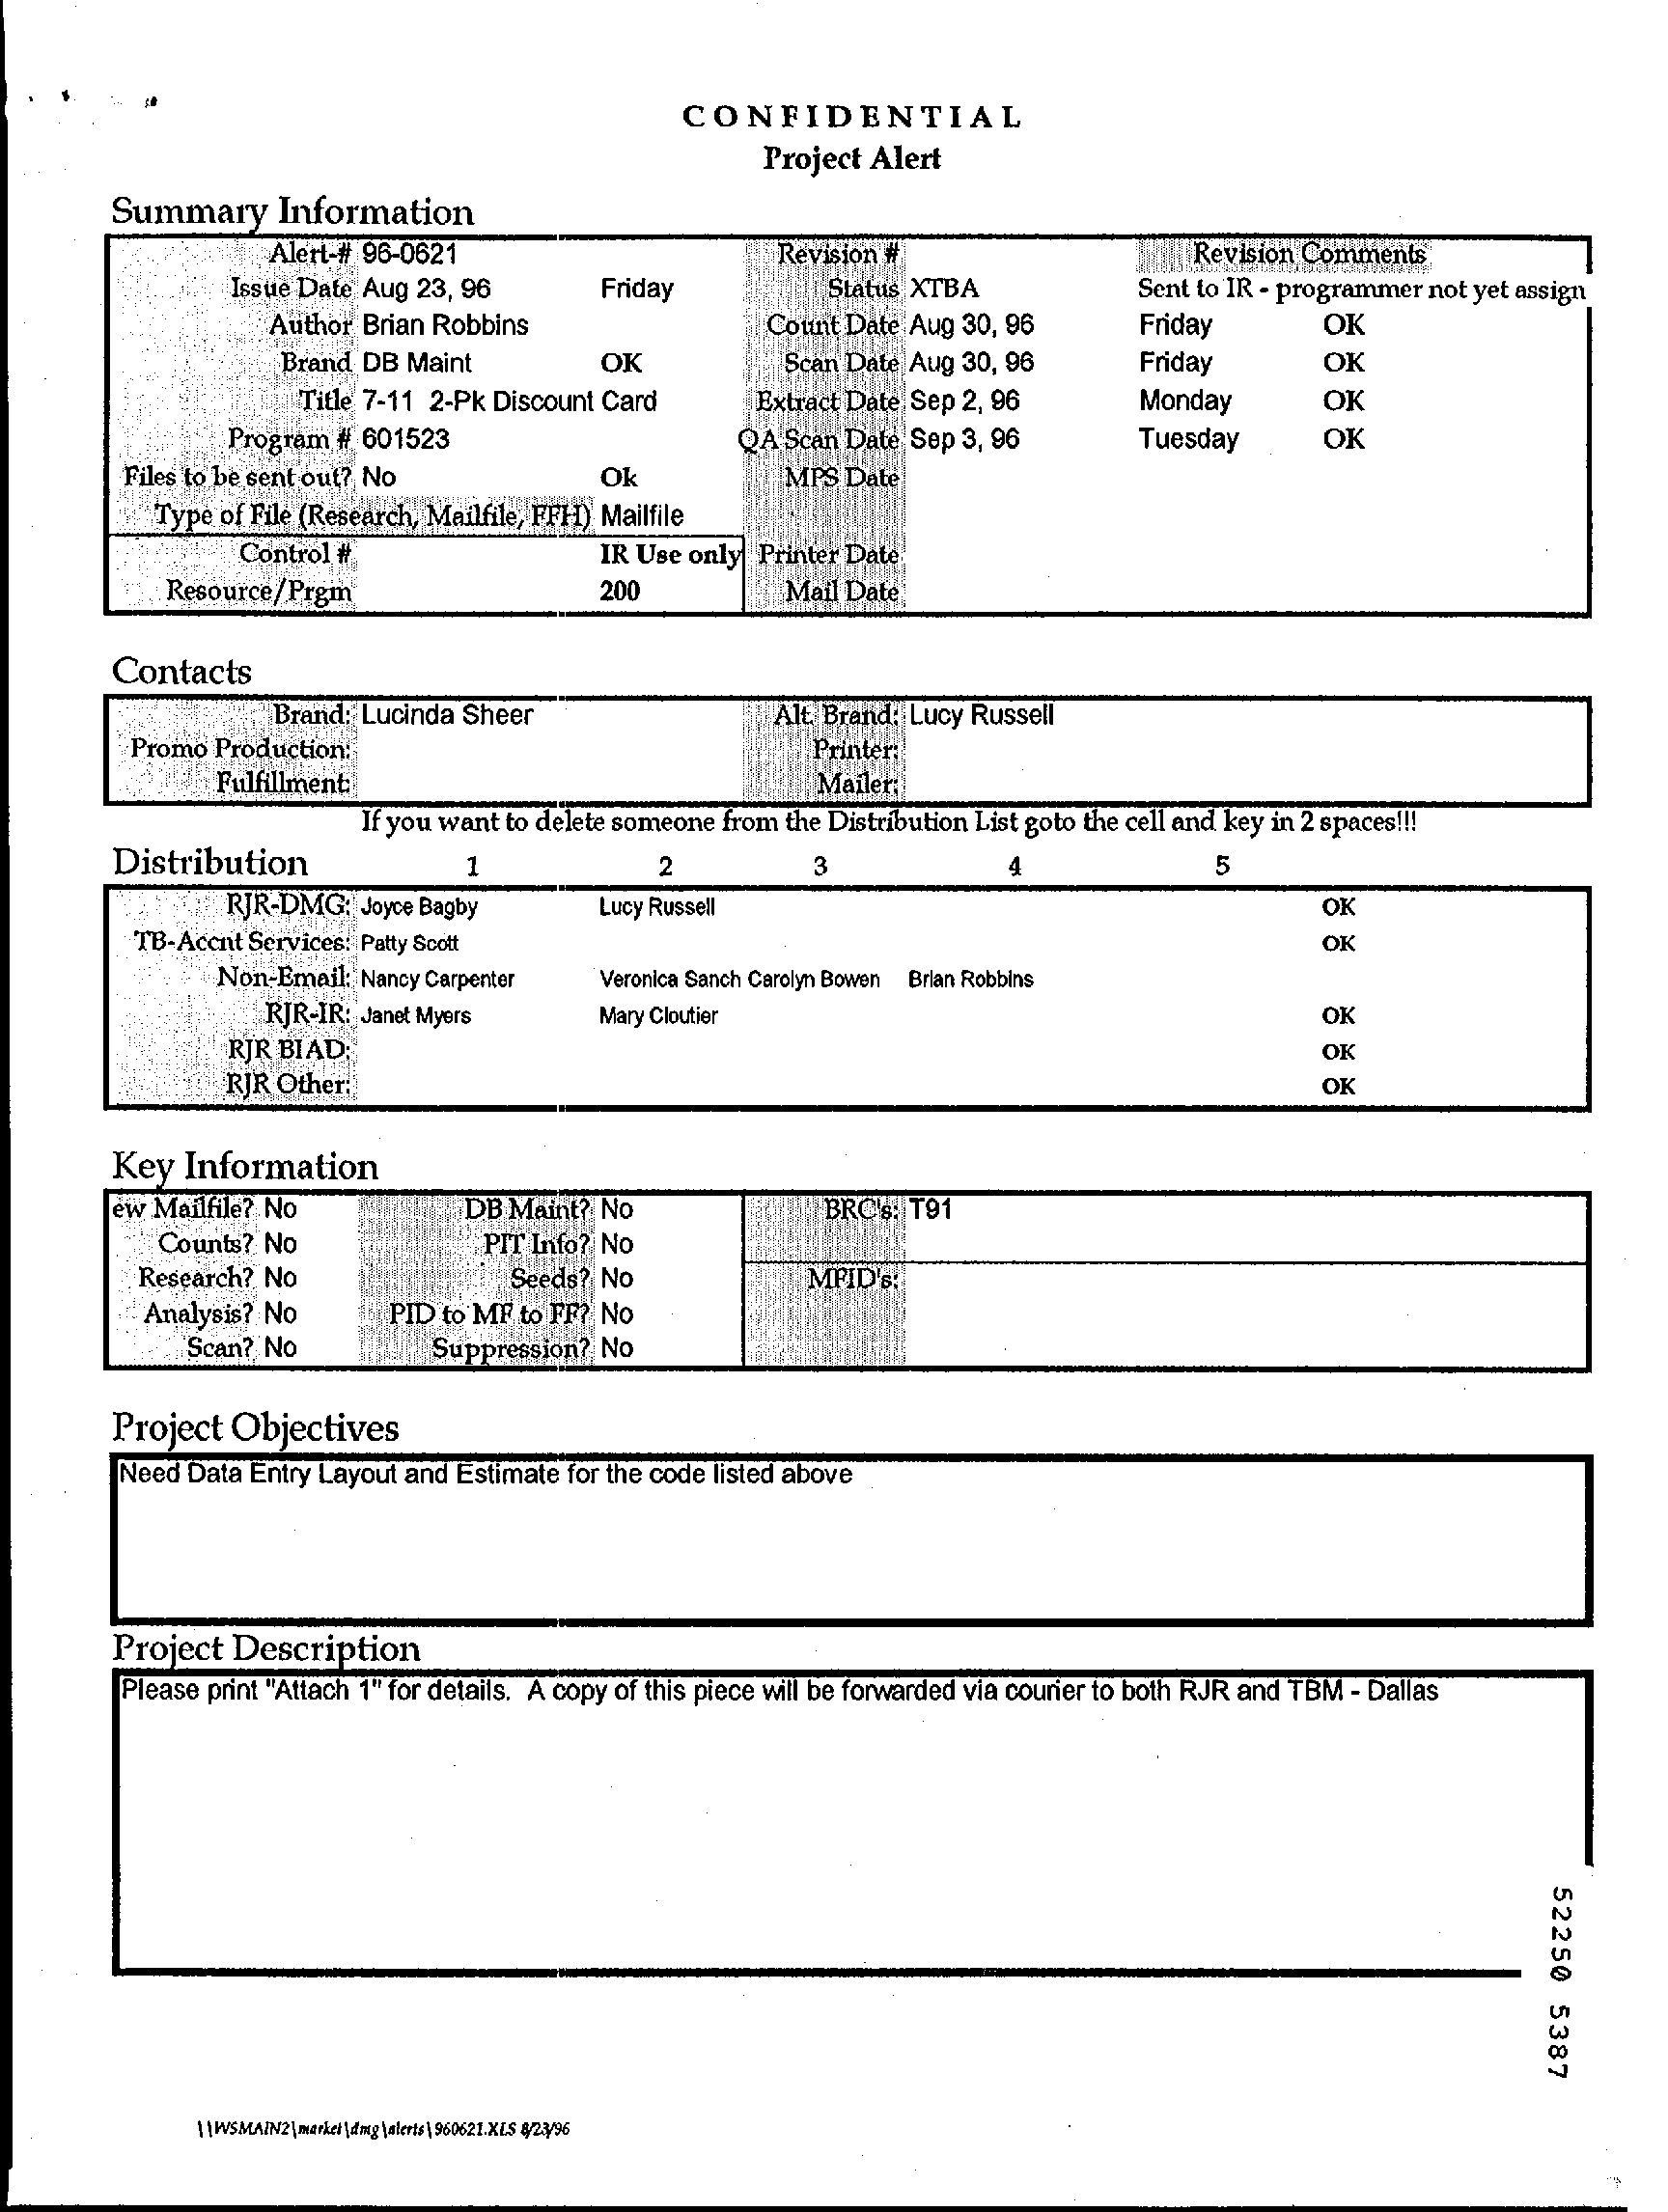 CONFIDENTIAL
Project Alert
Summary Information
Alert-# 96-0621 Revision # Revision Comments
Issue Date Aug 23, 96 Friday Status XTBA Sent to IR - programmer not yet assign
Author Brian Robbins Count Date Aug 30, 96 Friday OK
Brand DB Maint OK Scan Date Aug 30, 96 Friday OK
Title 7-11 2-Pk Discount Card Extract Date Sep 2, 96 Monday OK
Program # 601523 QA Scan Date Sep 3, 96 Tuesday OK
Files to be sent out? No Ok MPS Date
Type of File (Research, Mailfile, FFH) Mailfile
Control # IR Use only Printer Date
Resource/Prgm 200 Mail Date
Contacts
Brand: Lucinda Sheer Alt. Brand: Lucy Russell
Promo Production: Printer:
Fulfillment: Mailer:
If you want to delete someone from the Distribution List goto the cell and key in 2 spaces!!!
Distribution 1 2 3 4 5
RJR-DMG: Joyce Bagby Lucy Russell OK
TB-Accnt Services: Patty Scott OK
Non-Email: Nancy Carpenter Veronica Sanch Carolyn Bowen Brian Robbins
RJR-IR: Janet Myers Mary Cloutier OK
RJR BIAD: OK
RJR Other: OK
Key Information
ew Mailfile? No DB Maint? No BRC's: T91
Counts? No PIT Info? No
Research? No Seeds? No MPID's:
Analysis? No PID to MF to FF? No
Scan? No Suppression? No
Project Objectives
Need Data Entry Layout and Estimate for the code listed above
Project Description
Please print "Attach 1" for details. A copy of this piece will be forwarded via courier to both RJR and TBM - Dallas
52250 5387
\\WSMAIN2\market\dmg\alerts\960621.XLS 8/23/96